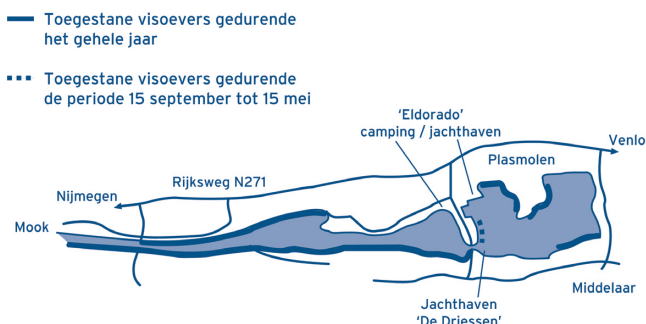 Toegestane visoevers gedurende
het gehele jaar
Toegestane visoevers gedurende
de periode 15 september tot 15 mei
'Eldorado'
camping / jachthaven
Venlo
Plasmolen
Rijksweg N271
Nijmegen
Mook
Middelaar
Jachthaven
'De Driessen'